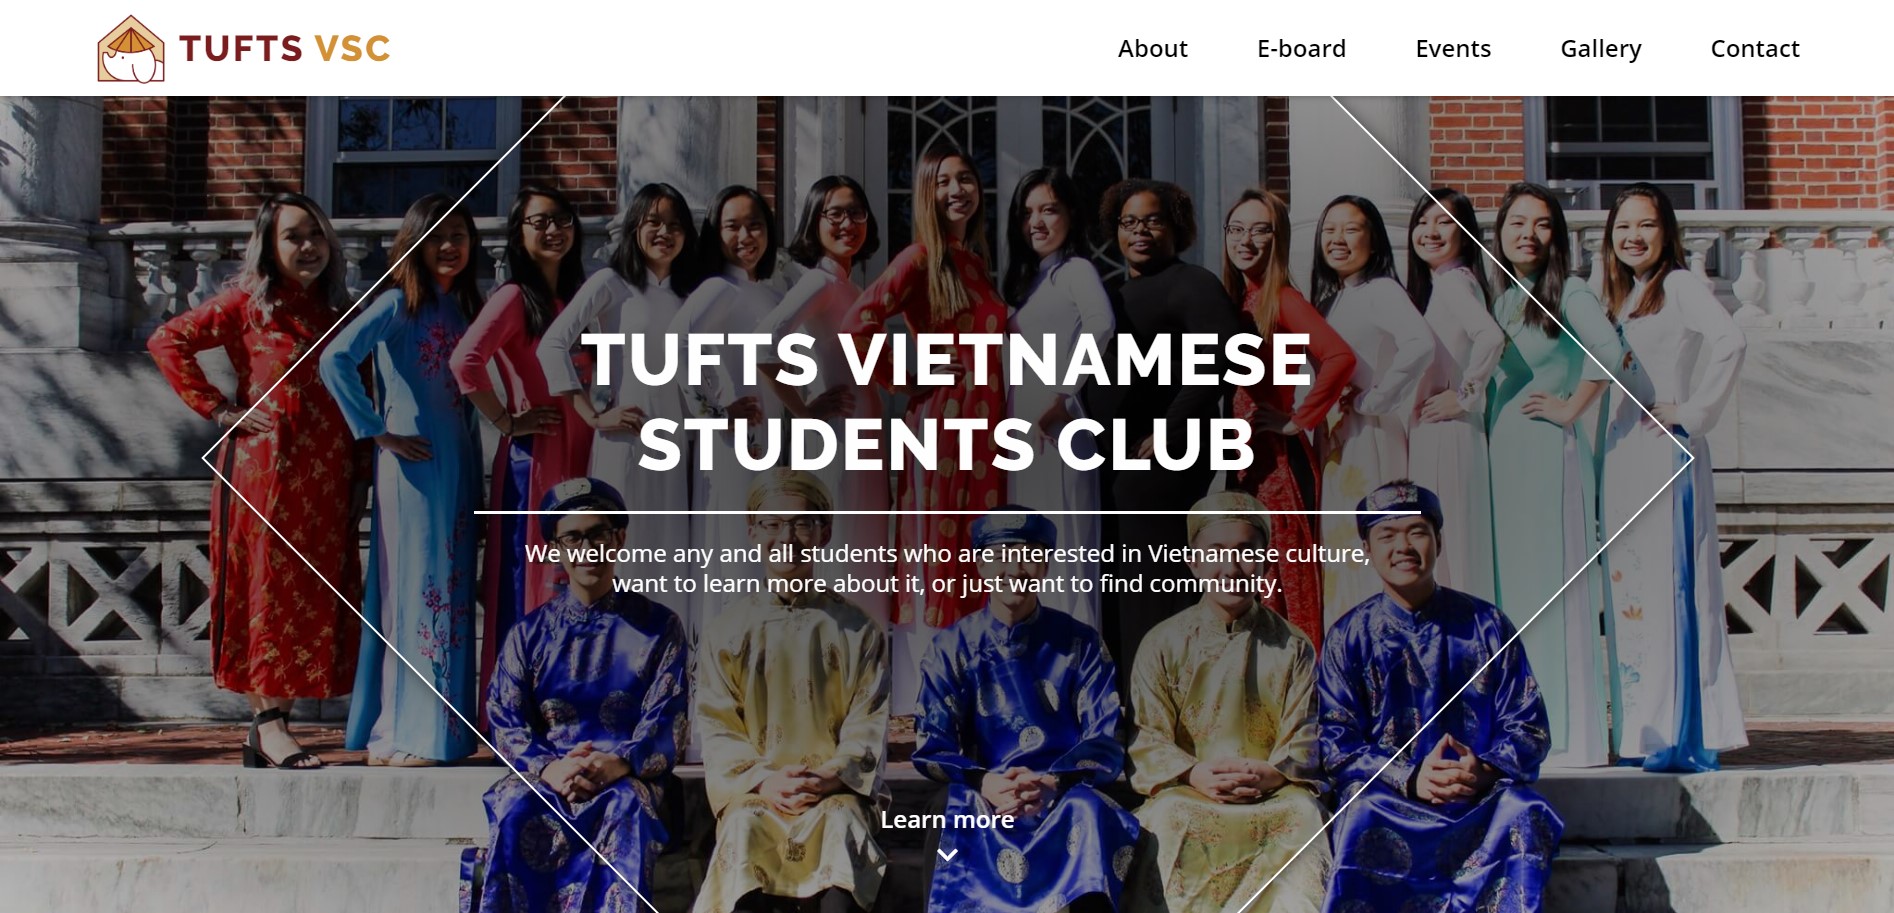 TUFTS VSC
About
E-board
Events
Gallery
Contact
TUFTS VIETNAMESE
STUDENTS CLUB
We welcome any and all students who are interested in Vietnamese culture,
want to learn more about it, or just want to find community.
Learn more